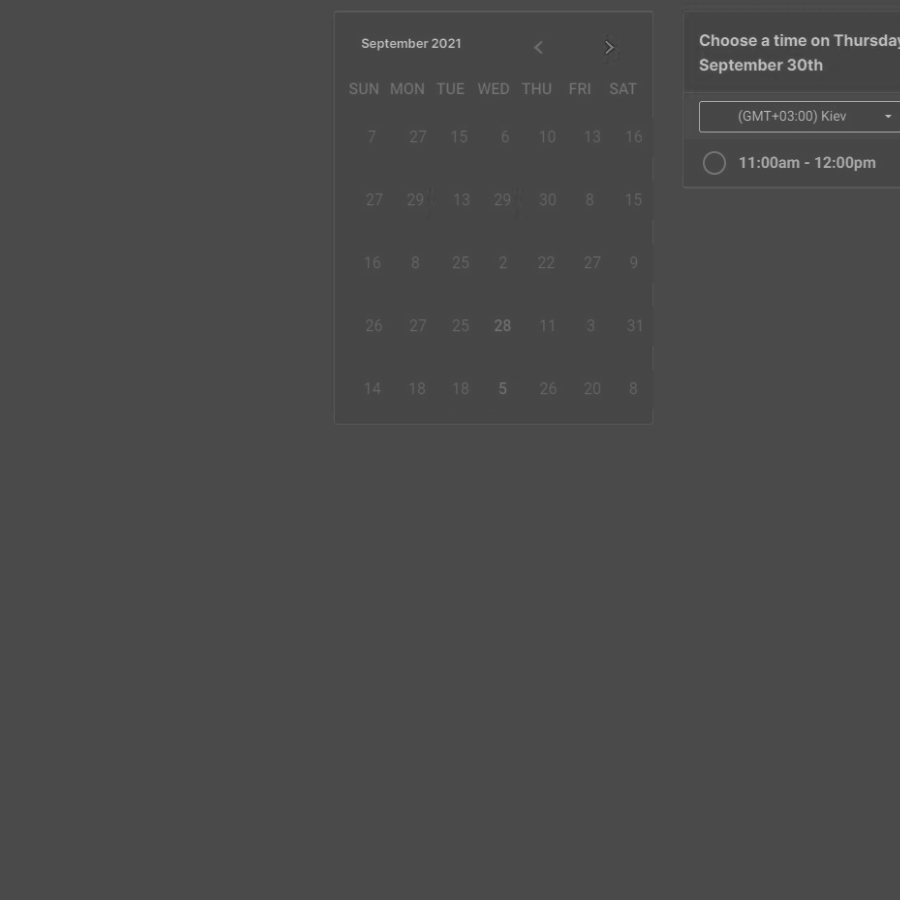 September 2021
SUN MON TUE WED THU FRI SAT
7 27 15 6 10 13 16
27 29 13 29 30 8 15
16 8 25 2 22 27 9
26 27 25 28 11 3 31
14 18 18 5 26 20 8
Choose a time on Thursday
September 30th
(GMT+03:00) Kiev
11:00am - 12:00pm